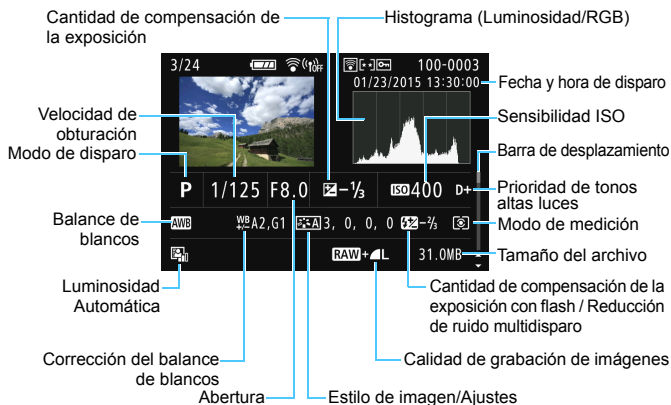 Cantidad de compensación de
la exposición
Histograma (Luminosidad/RGB)
3/24
OFF
100-0003
01/23/2015 13:30:00
Fecha y hora de disparo
Velocidad de
obturación
Sensibilidad ISO
Modo de disparo
Barra de desplazamiento
P 1/125 F8.0 -1/3 ISO 400 D+
Prioridad de tonos
altas luces
Balance de
blancos
AWB WB +/- A2,G1 A 3, 0, 0, 0 -2/3
Modo de medición
RAW+ L 31.0MB
Tamaño del archivo
Luminosidad
Automática
Cantidad de compensación de la
exposición con flash / Reducción
de ruido multidisparo
Corrección del balance
de blancos
Calidad de grabación de imágenes
Abertura
Estilo de imagen/Ajustes